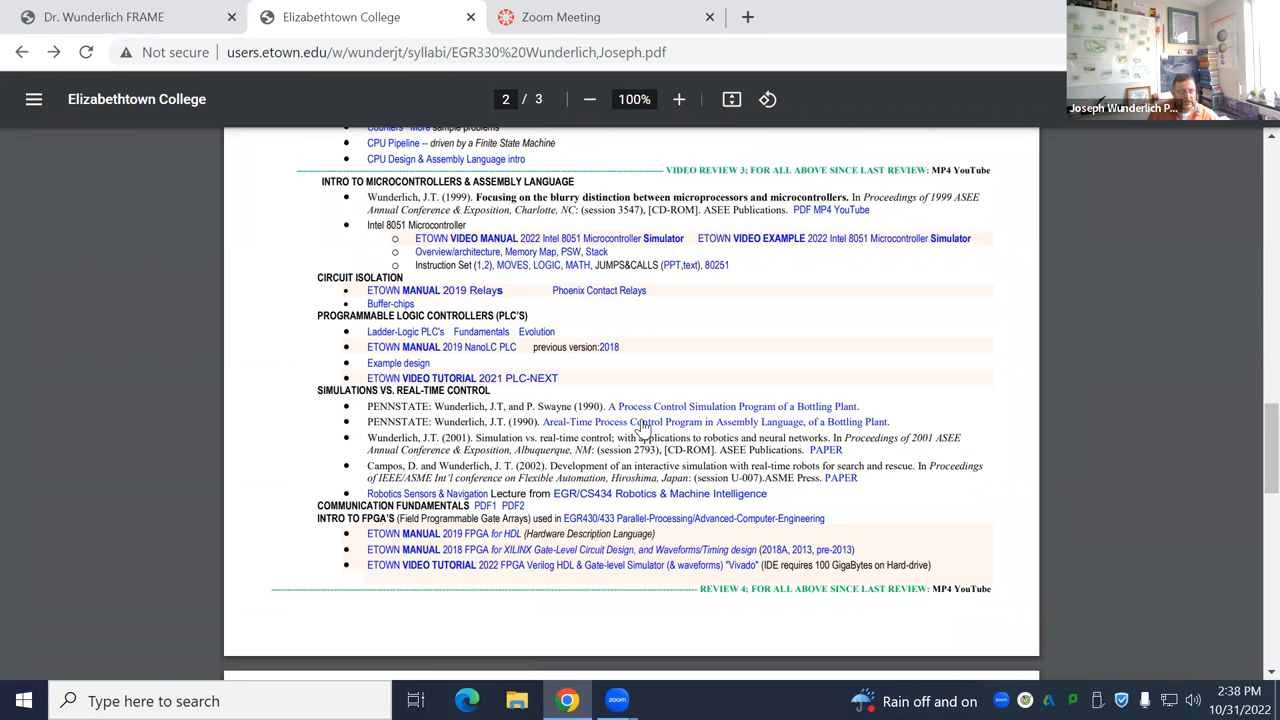 Dr. Wunderlich FRAME
Elizabethtown College
Zoom Meeting
Not secure
users.etown.edu/w/wunderjt/syllabi/EGR330%20Wunderlich,Joseph.pdf
Joseph Wunderlich P...
Elizabethtown College
2 / 3
100%
Counters More sample problems
CPU Pipeline -- driven by a Finite State Machine
CPU Design & Assembly Language intro
VIDEO REVIEW 3; FOR ALL ABOVE SINCE LAST REVIEW: MP4 YouTube
INTRO TO MICROCONTROLLERS & ASSEMBLY LANGUAGE
Wunderlich, J.T. (1999). Focusing on the blurry distinction between microprocessors and microcontrollers. In Proceedings of 1999 ASEE
Annual Conference & Exposition, Charlotte, NC: (session 3547), [CD-ROM]. ASEE Publications. PDF MP4 YouTube
Intel 8051 Microcontroller
ETOWN VIDEO MANUAL 2022 Intel 8051 Microcontroller Simulator ETOWN VIDEO EXAMPLE 2022 Intel 8051 Microcontroller Simulator
Overview/architecture, Memory Map, PSW, Stack
Instruction Set (1,2), MOVES, LOGIC, MATH, JUMPS&CALLS (PPT,text), 80251
CIRCUIT ISOLATION
ETOWN MANUAL 2019 Relays Phoenix Contact Relays
Buffer-chips
PROGRAMMABLE LOGIC CONTROLLERS (PLC'S)
Ladder-Logic PLC's Fundamentals Evolution
ETOWN MANUAL 2019 NanoLC PLC previous version:2018
Example design
ETOWN VIDEO TUTORIAL 2021 PLC-NEXT
SIMULATIONS VS. REAL-TIME CONTROL
PENNSTATE: Wunderlich, J.T, and P. Swayne (1990). A Process Control Simulation Program of a Bottling Plant.
PENNSTATE: Wunderlich, J.T. (1990). Areal-Time Process Control Program in Assembly Language, of a Bottling Plant.
Wunderlich, J.T. (2001). Simulation vs. real-time control; with applications to robotics and neural networks. In Proceedings of 2001 ASEE
Annual Conference & Exposition, Albuquerque, NM: (session 2793), [CD-ROM]. ASEE Publications. PAPER
Campos, D. and Wunderlich, J. T. (2002). Development of an interactive simulation with real-time robots for search and rescue. In Proceedings
of IEEE/ASME Int'l conference on Flexible Automation, Hiroshima, Japan: (session U-007).ASME Press. PAPER
Robotics Sensors & Navigation Lecture from EGR/CS434 Robotics & Machine Intelligence
COMMUNICATION FUNDAMENTALS PDF1 PDF2
INTRO TO FPGA'S (Field Programmable Gate Arrays) used in EGR430/433 Parallel-Processing/Advanced-Computer-Engineering
ETOWN MANUAL 2019 FPGA for HDL (Hardware Description Language)
ETOWN MANUAL 2018 FPGA for XILINX Gate-Level Circuit Design, and Waveforms/Timing design (2018A, 2013, pre-2013)
ETOWN VIDEO TUTORIAL 2022 FPGA Verilog HDL & Gate-level Simulator (& waveforms) "Vivado" (IDE requires 100 GigaBytes on Hard-drive)
REVIEW 4; FOR ALL ABOVE SINCE LAST REVIEW: MP4 YouTube
Type here to search
zoom
Rain off and on
zoom
2:38 PM
10/31/2022